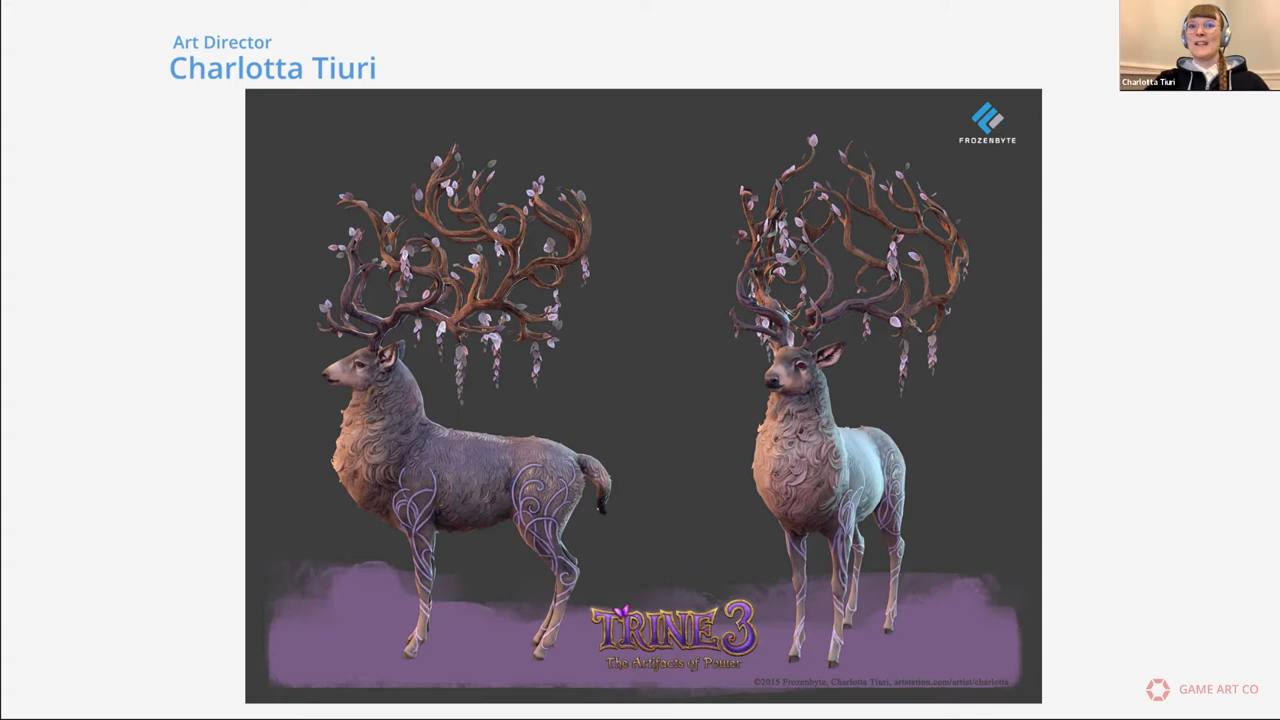 Art Director
Charlotta Tiuri
Charlotta Tiuri
FROZENBYTE
TRINE 3
The Artifacts of Power
©2015 Frozenbyte, Charlotta Tiuri, artstation.com/artist/charlotta
GAME ART CO